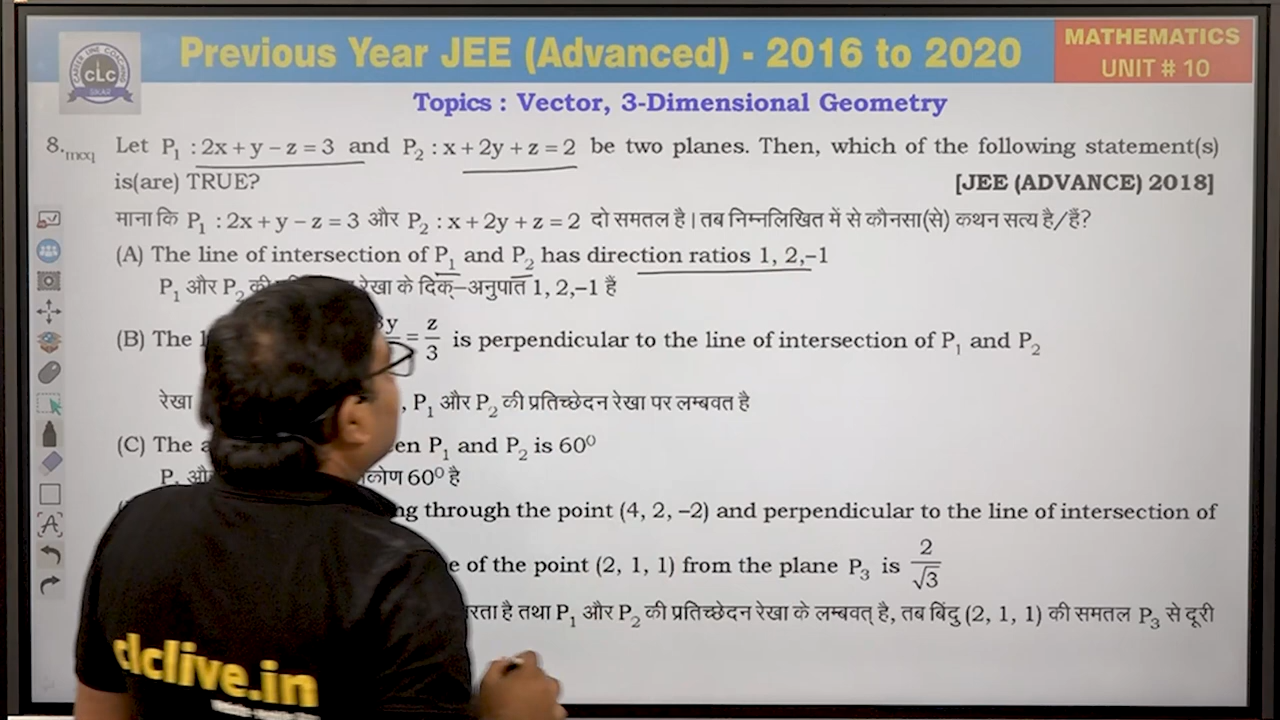 Previous Year JEE (Advanced) - 2016 to 2020
MATHEMATICS
UNIT # 10
CLC
SIKAR
Topics : Vector, 3-Dimensional Geometry
8.mcq Let P₁ : 2x + y – z = 3 and P₂ : x + 2y + z = 2 be two planes. Then, which of the following statement(s)
is(are) TRUE? [JEE (ADVANCE) 2018]
माना कि P₁ : 2x + y – z = 3 और P₂ : x + 2y + z = 2 दो समतल है। तब निम्नलिखित में से कौनसा(से) कथन सत्य है/हैं?
(A) The line of intersection of P₁ and P₂ has direction ratios 1, 2,–1
P₁ और P₂ की रेखा के दिक्–अनुपात 1, 2,–1 हैं
(B) The = z/3 is perpendicular to the line of intersection of P₁ and P₂
रेखा , P₁ और P₂ की प्रतिच्छेदन रेखा पर लम्बवत है
(C) The P₁ and P₂ is 60⁰
P₁ 60⁰ है
through the point (4, 2, –2) and perpendicular to the line of intersection of
of the point (2, 1, 1) from the plane P₃ is 2/√3
है तथा P₁ और P₂ की प्रतिच्छेदन रेखा के लम्बवत् है, तब बिंदु (2, 1, 1) की समतल P₃ से दूरी
clclive.in